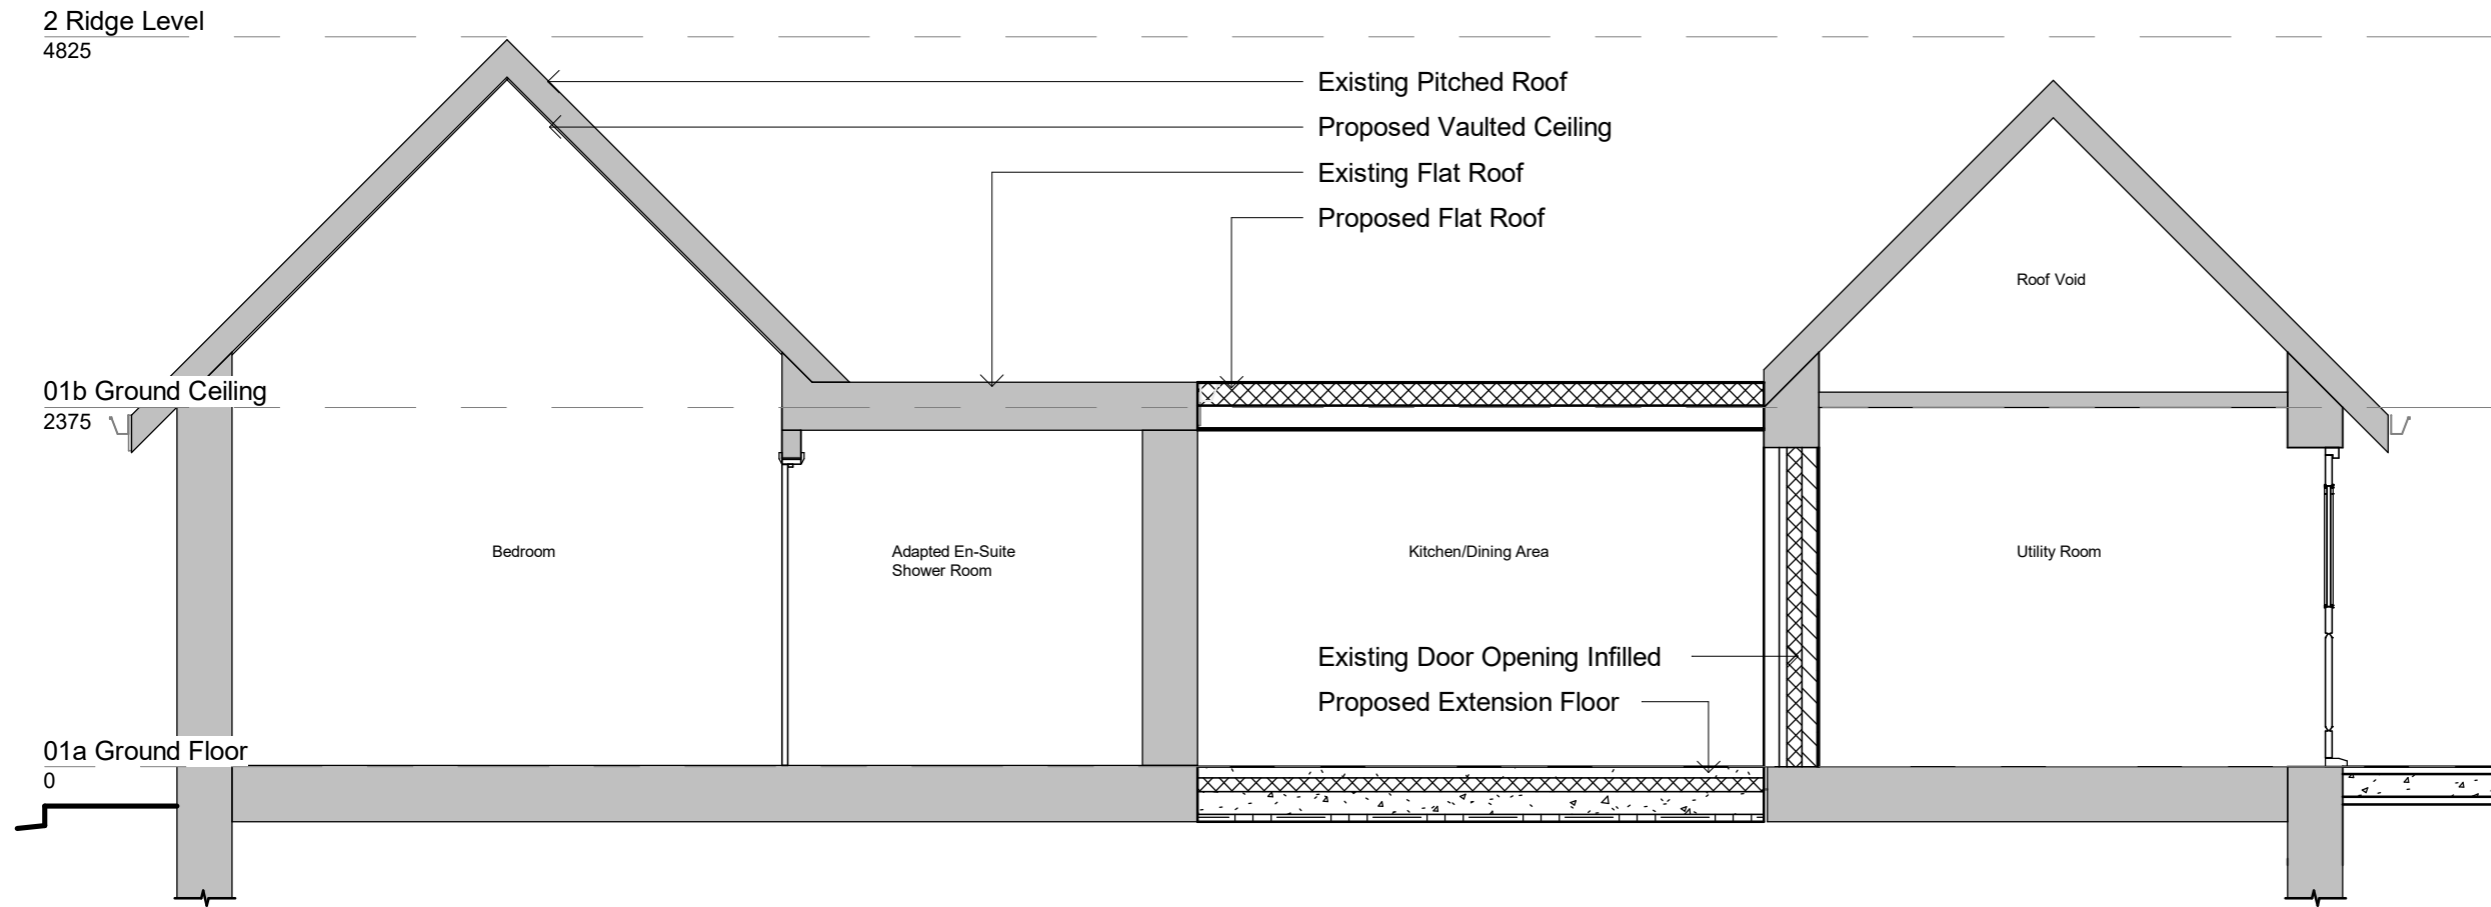 2 Ridge Level
4825
Existing Pitched Roof
Proposed Vaulted Ceiling
Existing Flat Roof
Proposed Flat Roof
Roof Void
01b Ground Ceiling
2375
Bedroom
Adapted En-Suite
Shower Room
Kitchen/Dining Area
Utility Room
Existing Door Opening Infilled
Proposed Extension Floor
01a Ground Floor
0